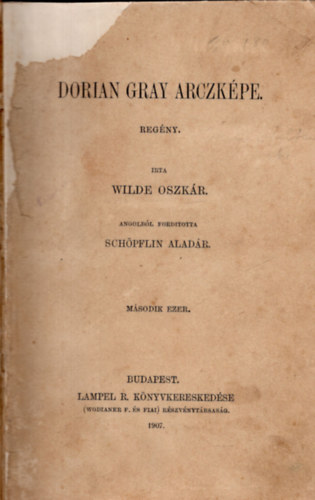 DORIAN GRAY ARCZKÉPE.
REGÉNY.
IRTA
WILDE OSZKÁR.
ANGOLBÓL FORDITOTTA
SCHÖPFLIN ALADÁR.
MÁSODIK EZER.
BUDAPEST.
LAMPEL R. KÖNYVKERESKEDÉSE
(WODIANER F. ÉS FIAI) RÉSZVÉNYTÁRSASÁG.
1907.